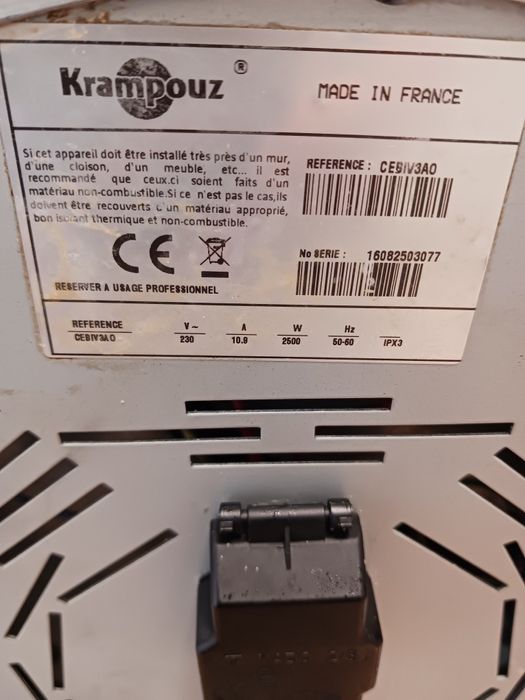 Krampouz ®
MADE IN FRANCE
Si cet appareil doit être installé très près d'un mur,
d'une cloison, d'un meuble, etc... il est
recommandé que ceux.ci soient faits d'un
matériau non-combustible.Si ce n'est pas le cas,ils
doivent être recouverts d'un matériau approprié,
bon isolant thermique et non-combustible.
REFERENCE : CEBIV3AO
No SERIE : 16082503077
CE
RESERVER A USAGE PROFESSIONNEL
REFERENCE V~ A W Hz
CEBIV3AO 230 10.9 2500 50-60 IPX3